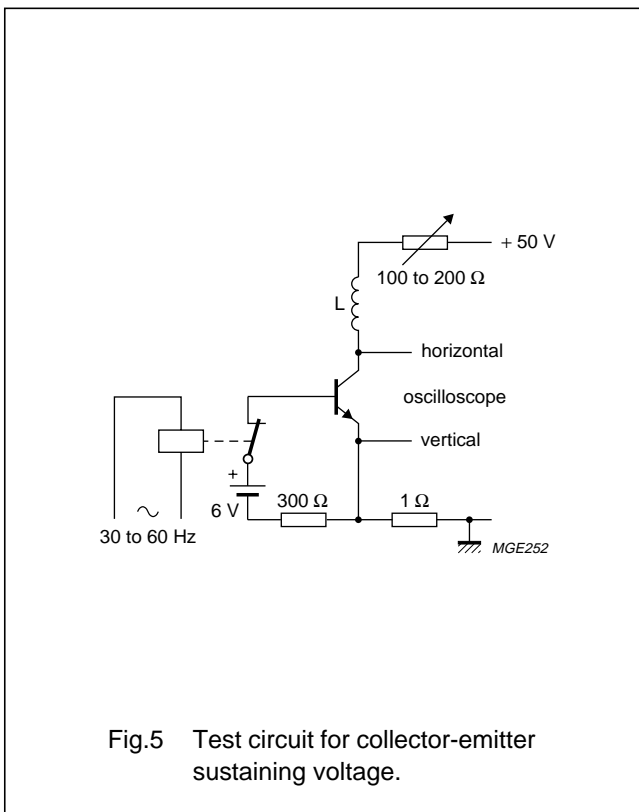 + 50 V
100 to 200 Ω
L
horizontal
oscilloscope
vertical
+
6 V
300 Ω
1 Ω
30 to 60 Hz
MGE252
Fig.5 Test circuit for collector-emitter
sustaining voltage.